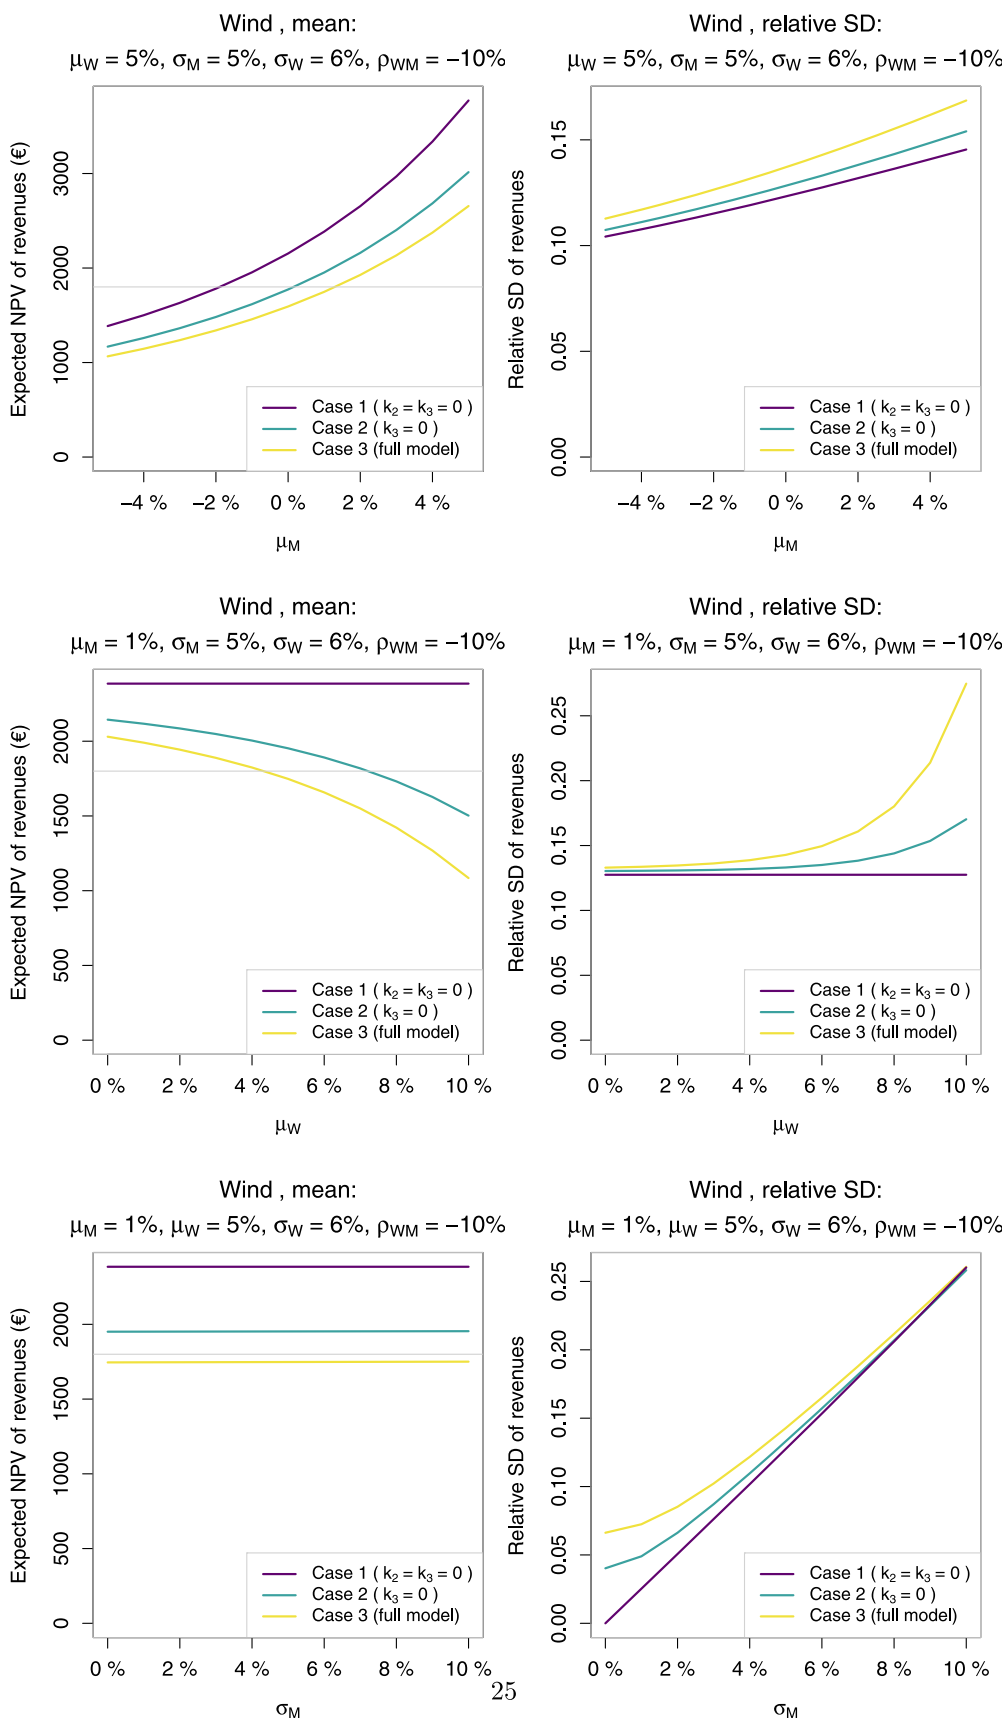 Wind , mean:
μW = 5%, σM = 5%, σW = 6%, ρWM = −10%
Expected NPV of revenues (€)
3000
2000
1000
0
Case 1 ( k2 = k3 = 0 )
Case 2 ( k3 = 0 )
Case 3 (full model)
−4 % −2 % 0 % 2 % 4 %
μM
Wind , relative SD:
μW = 5%, σM = 5%, σW = 6%, ρWM = −10%
Relative SD of revenues
0.15
0.10
0.05
0.00
Case 1 ( k2 = k3 = 0 )
Case 2 ( k3 = 0 )
Case 3 (full model)
−4 % −2 % 0 % 2 % 4 %
μM
Wind , mean:
μM = 1%, σM = 5%, σW = 6%, ρWM = −10%
Expected NPV of revenues (€)
2000
1500
1000
500
0
Case 1 ( k2 = k3 = 0 )
Case 2 ( k3 = 0 )
Case 3 (full model)
0 % 2 % 4 % 6 % 8 % 10 %
μW
Wind , relative SD:
μM = 1%, σM = 5%, σW = 6%, ρWM = −10%
Relative SD of revenues
0.25
0.20
0.15
0.10
0.05
0.00
Case 1 ( k2 = k3 = 0 )
Case 2 ( k3 = 0 )
Case 3 (full model)
0 % 2 % 4 % 6 % 8 % 10 %
μW
Wind , mean:
μM = 1%, μW = 5%, σW = 6%, ρWM = −10%
Expected NPV of revenues (€)
2000
1500
1000
500
0
Case 1 ( k2 = k3 = 0 )
Case 2 ( k3 = 0 )
Case 3 (full model)
0 % 2 % 4 % 6 % 8 % 10 %
σM
Wind , relative SD:
μM = 1%, μW = 5%, σW = 6%, ρWM = −10%
Relative SD of revenues
0.25
0.20
0.15
0.10
0.05
0.00
Case 1 ( k2 = k3 = 0 )
Case 2 ( k3 = 0 )
Case 3 (full model)
0 % 2 % 4 % 6 % 8 % 10 %
σM
25